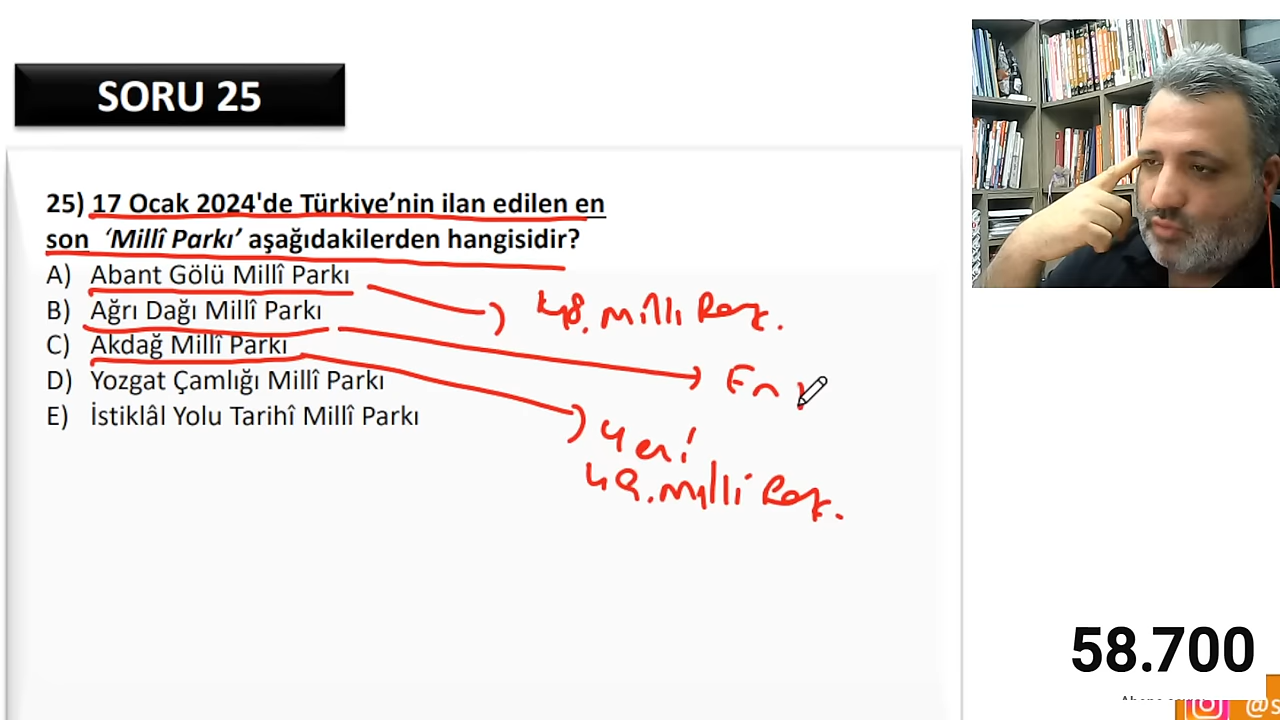 SORU 25
25) 17 Ocak 2024'de Türkiye’nin ilan edilen en
son ‘Millî Parkı’ aşağıdakilerden hangisidir?
A) Abant Gölü Millî Parkı
48. Milli Park.
B) Ağrı Dağı Millî Parkı
En
C) Akdağ Millî Parkı
yeni
49. Milli Park.
D) Yozgat Çamlığı Millî Parkı
E) İstiklâl Yolu Tarihî Millî Parkı
58.700